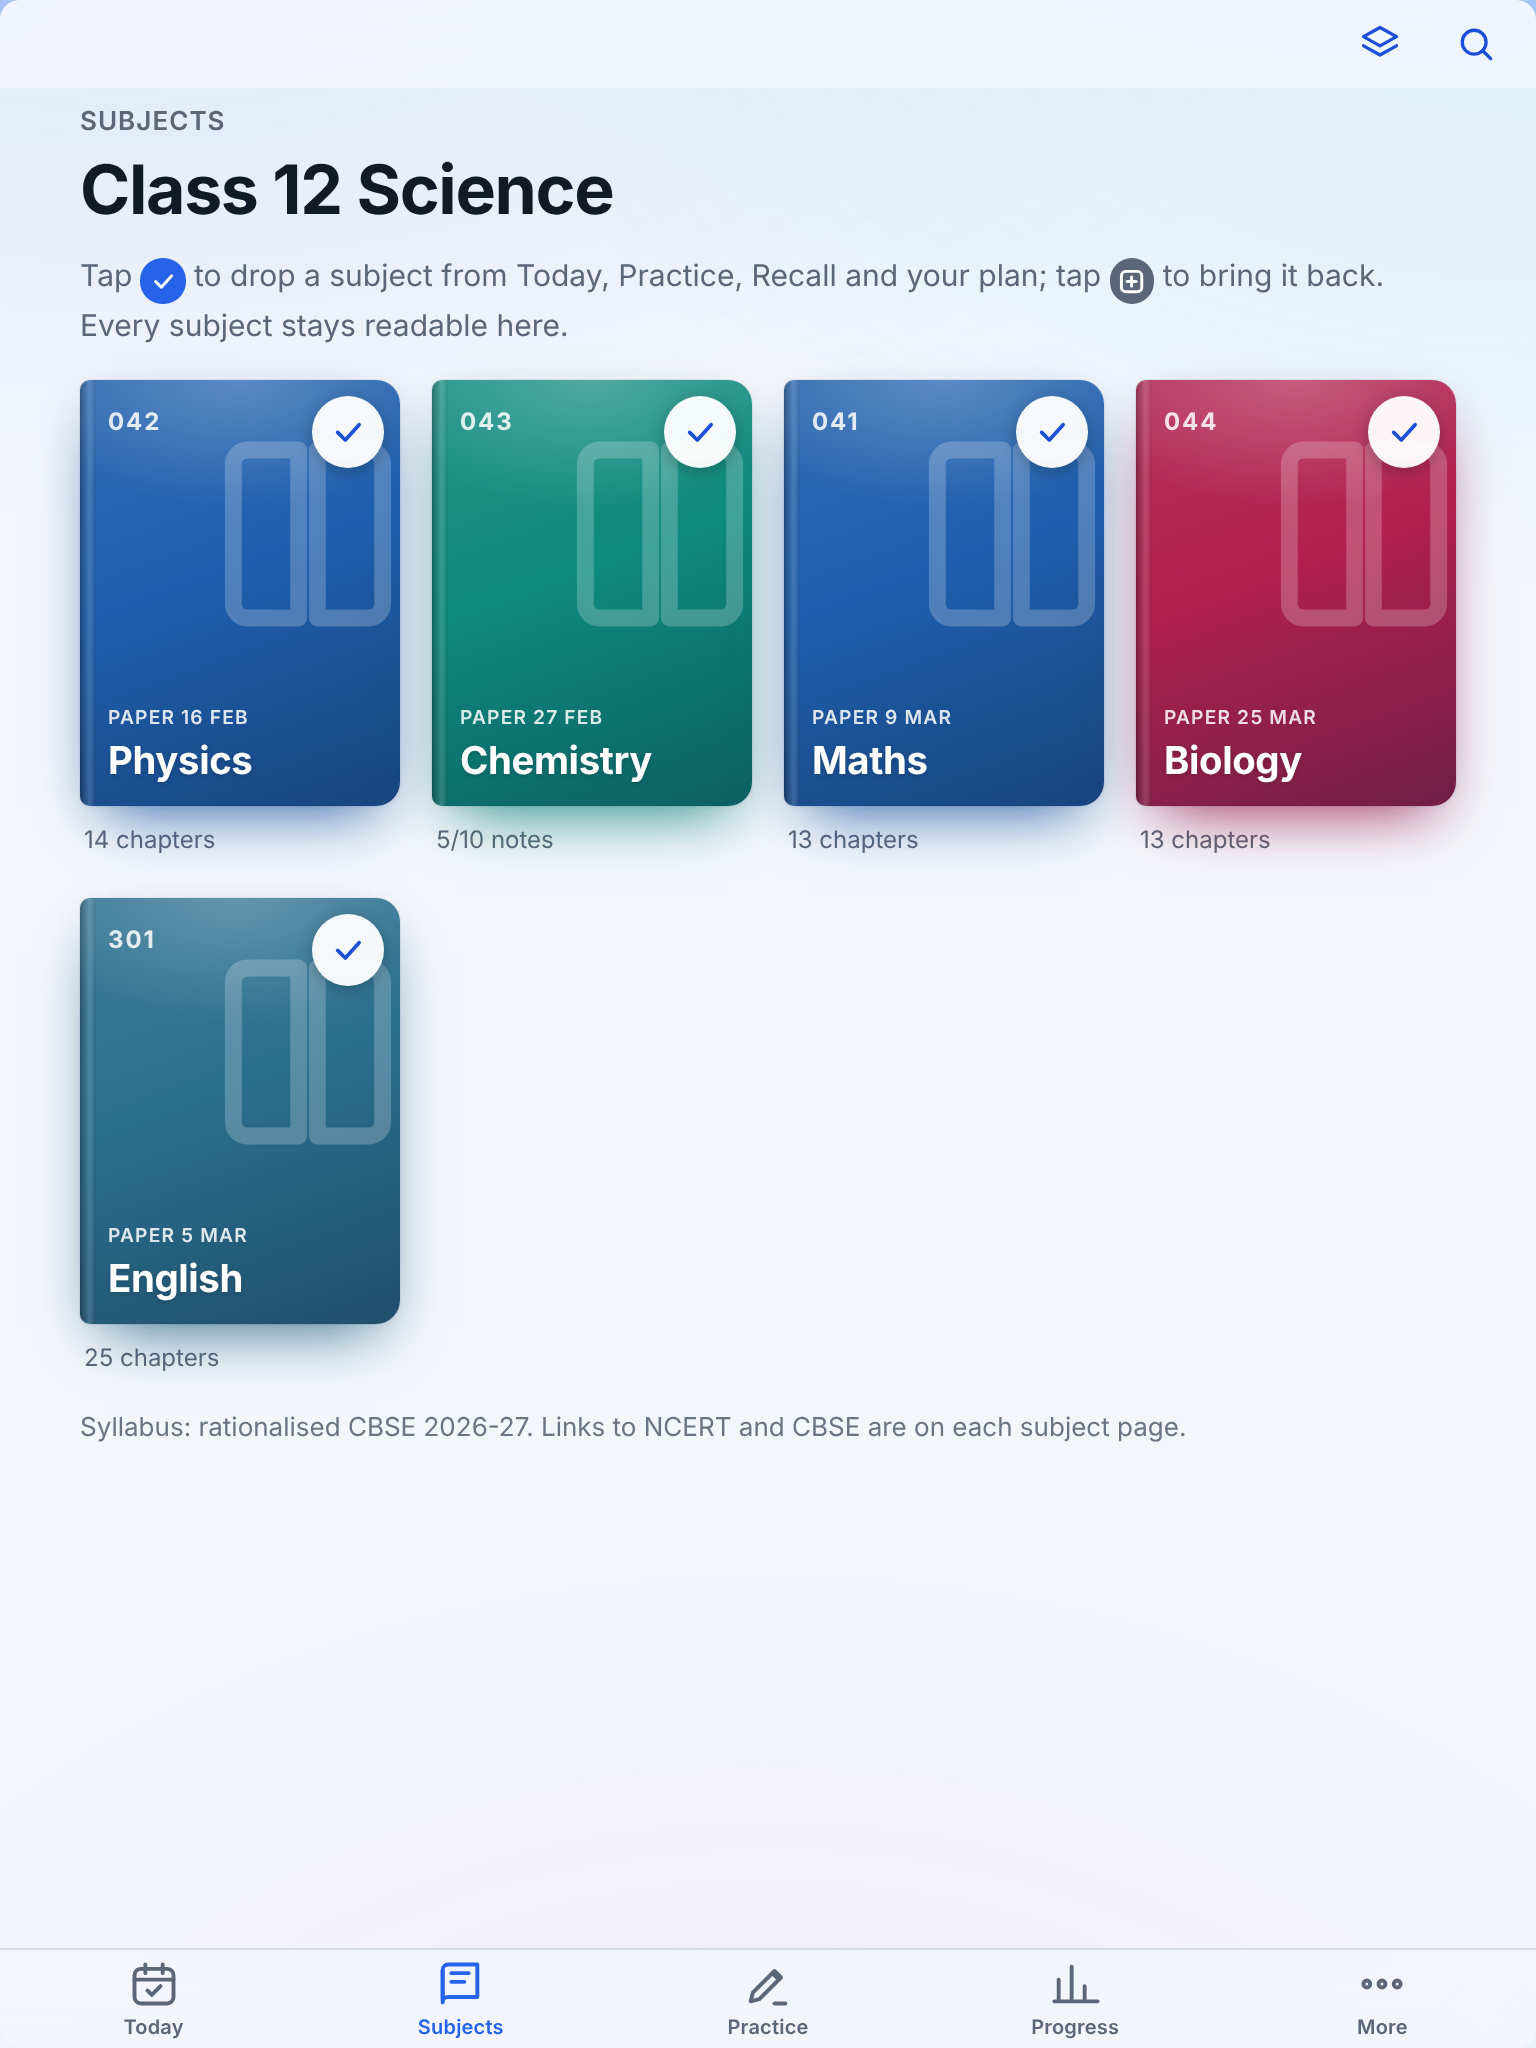 SUBJECTS
Class 12 Science
Tap to drop a subject from Today, Practice, Recall and your plan; tap to bring it back.
Every subject stays readable here.
042
PAPER 16 FEB
Physics
14 chapters
043
PAPER 27 FEB
Chemistry
5/10 notes
041
PAPER 9 MAR
Maths
13 chapters
044
PAPER 25 MAR
Biology
13 chapters
301
PAPER 5 MAR
English
25 chapters
Syllabus: rationalised CBSE 2026-27. Links to NCERT and CBSE are on each subject page.
Today
Subjects
Practice
Progress
More